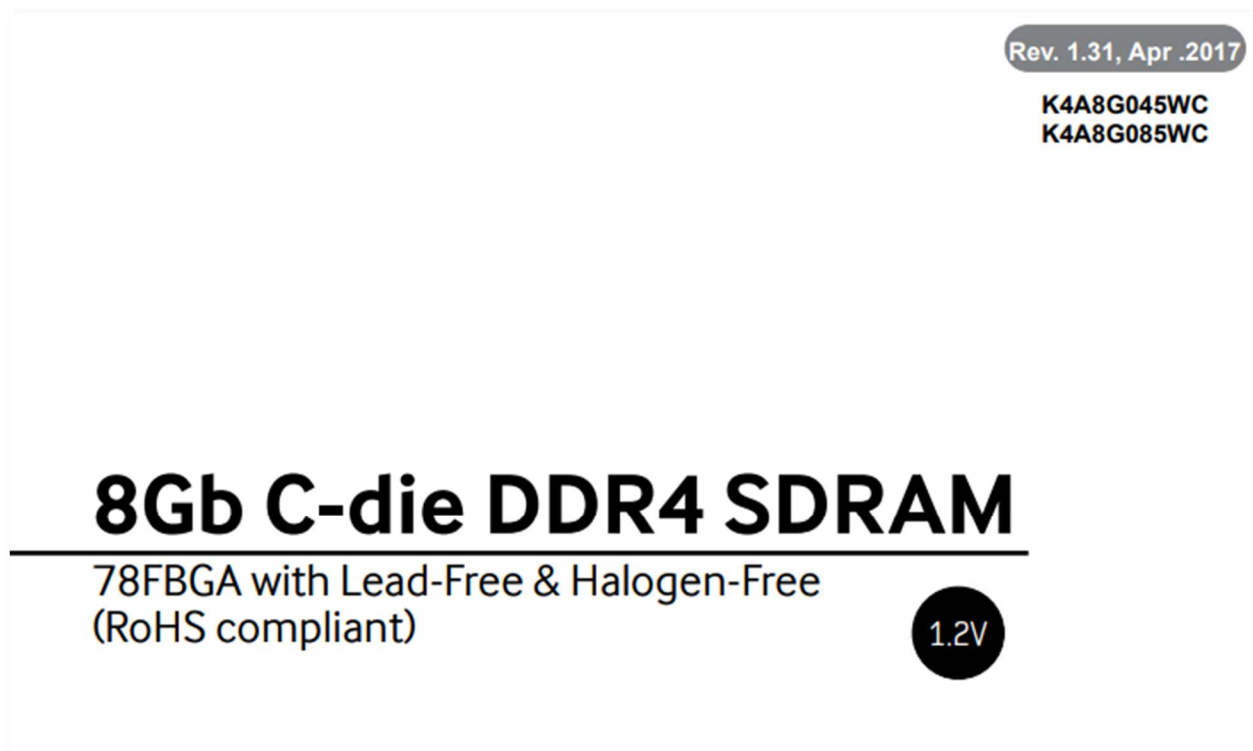 Rev. 1.31, Apr .2017
K4A8G045WC
K4A8G085WC
8Gb C-die DDR4 SDRAM
78FBGA with Lead-Free & Halogen-Free
(RoHS compliant)
1.2V